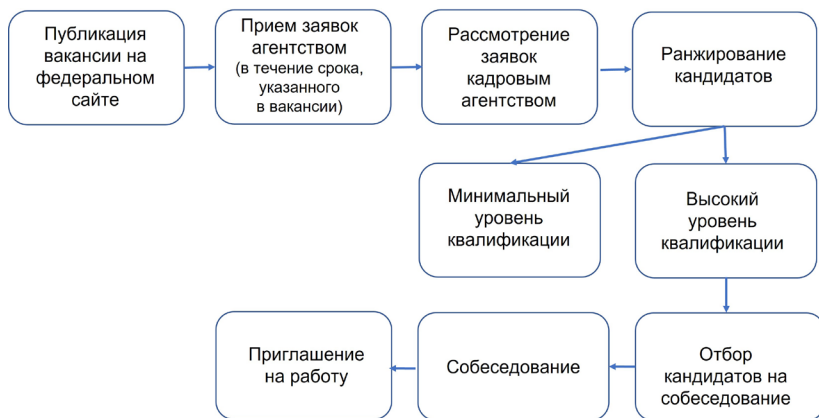 Публикация
вакансии на
федеральном
сайте
Прием заявок
агентством
(в течение срока,
указанного
в вакансии)
Рассмотрение
заявок
кадровым
агентством
Ранжирование
кандидатов
Минимальный
уровень
квалификации
Высокий
уровень
квалификации
Приглашение
на работу
Собеседование
Отбор
кандидатов на
собеседование